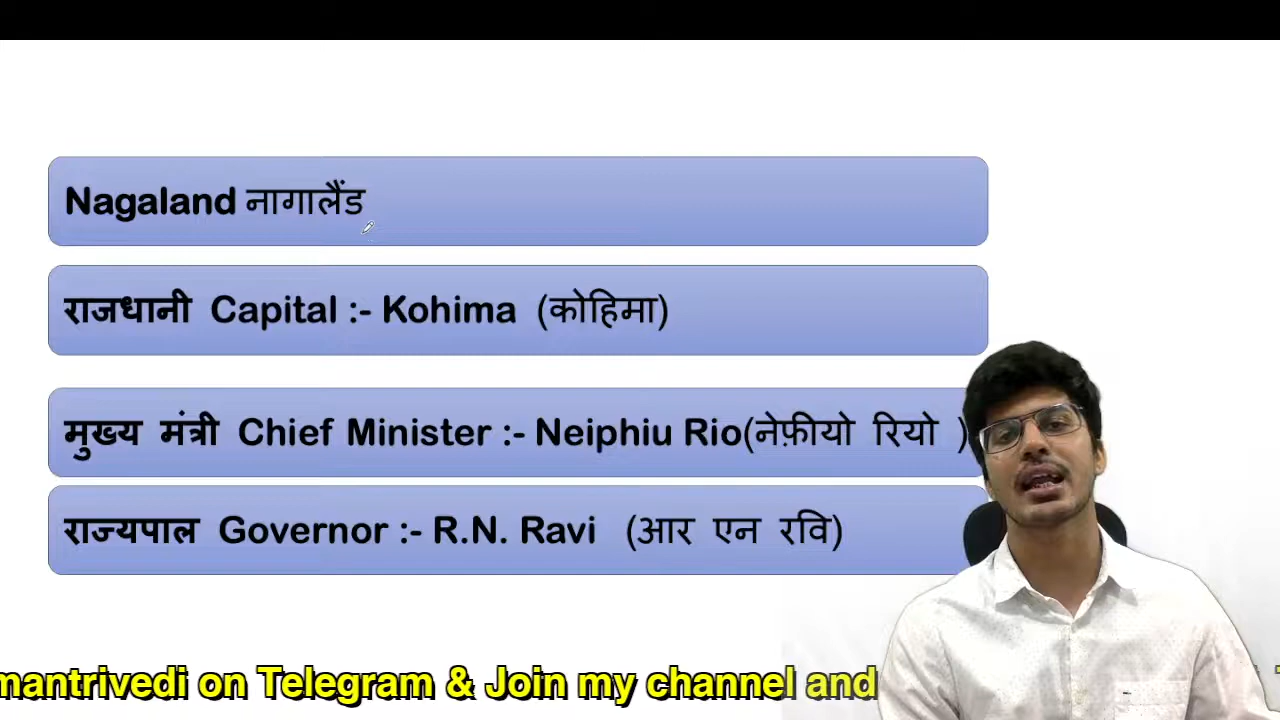 Nagaland नागालैंड
राजधानी Capital :- Kohima (कोहिमा)
मुख्य मंत्री Chief Minister :- Neiphiu Rio(नेफ़ीयो रियो )
राज्यपाल Governor :- R.N. Ravi (आर एन रवि)
mantrivedi on Telegram & Join my channel and